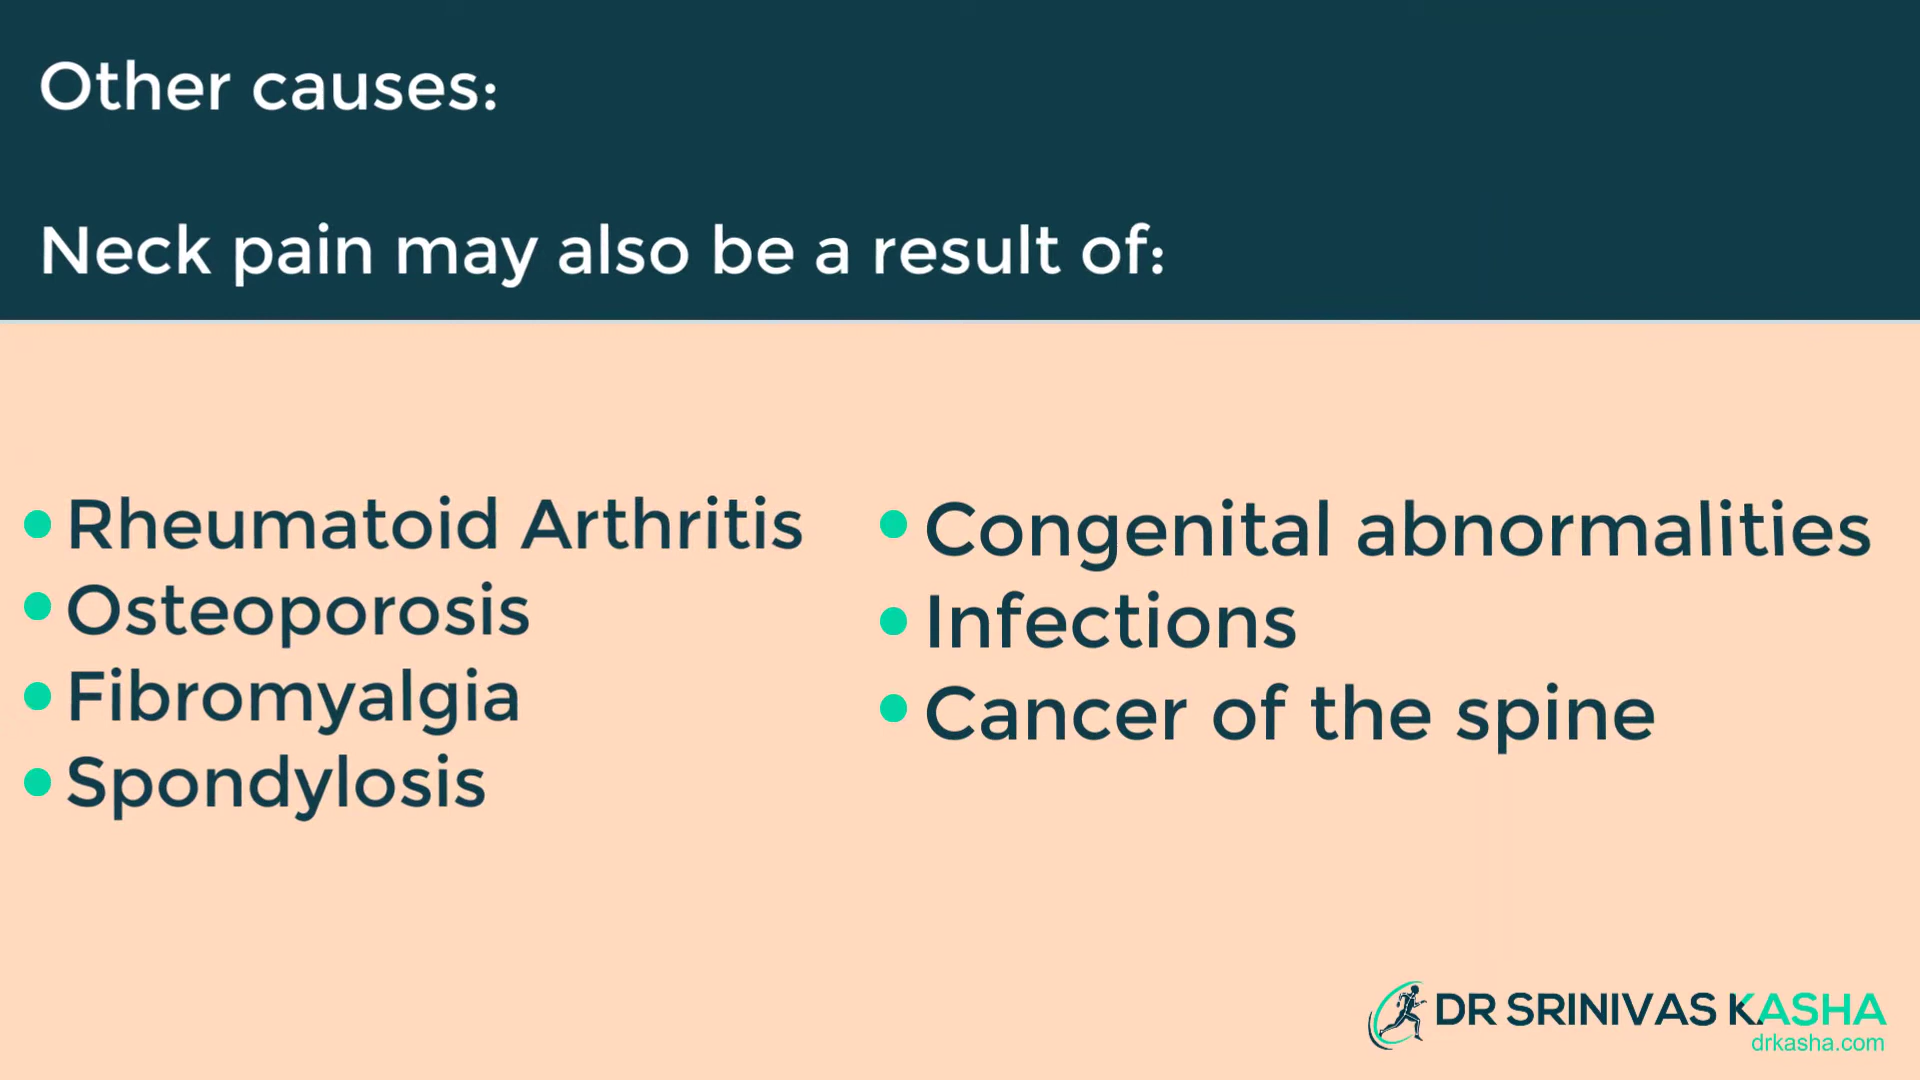 Other causes:
Neck pain may also be a result of:
• Rheumatoid Arthritis
• Osteoporosis
• Fibromyalgia
• Spondylosis
• Congenital abnormalities
• Infections
• Cancer of the spine
DR SRINIVAS KASHA
drkasha.com